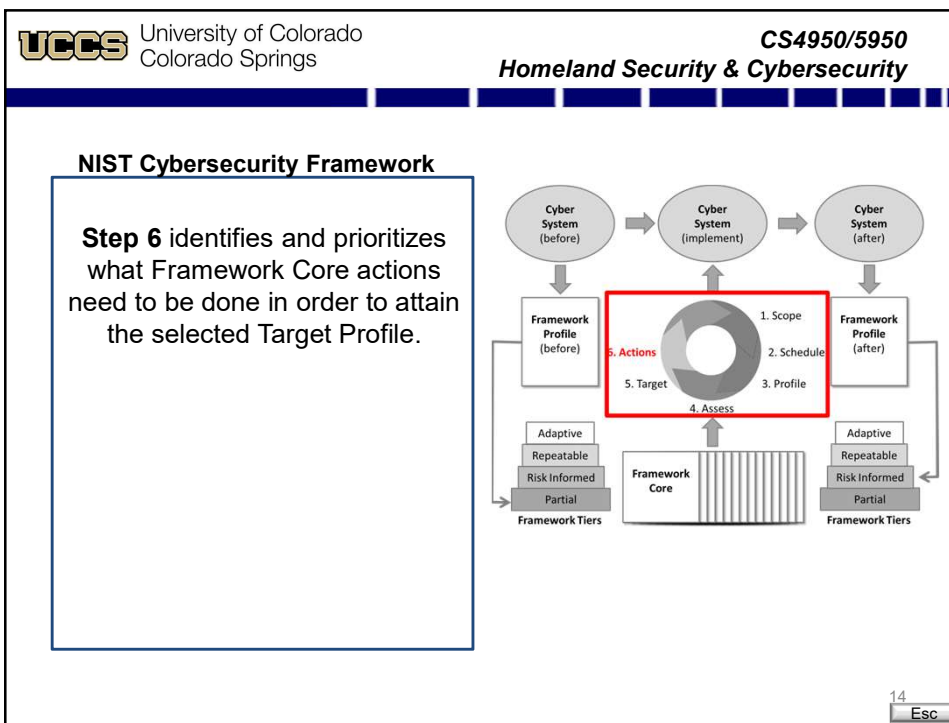 UCCS University of Colorado
Colorado Springs
CS4950/5950
Homeland Security & Cybersecurity
NIST Cybersecurity Framework
Step 6 identifies and prioritizes
what Framework Core actions
need to be done in order to attain
the selected Target Profile.
Cyber
System
(before)
Cyber
System
(implement)
Cyber
System
(after)
Framework
Profile
(before)
1. Scope
2. Schedule
3. Profile
4. Assess
5. Target
6. Actions
Framework
Profile
(after)
Adaptive
Repeatable
Risk Informed
Partial
Framework Tiers
Framework
Core
Adaptive
Repeatable
Risk Informed
Partial
Framework Tiers
14
Esc